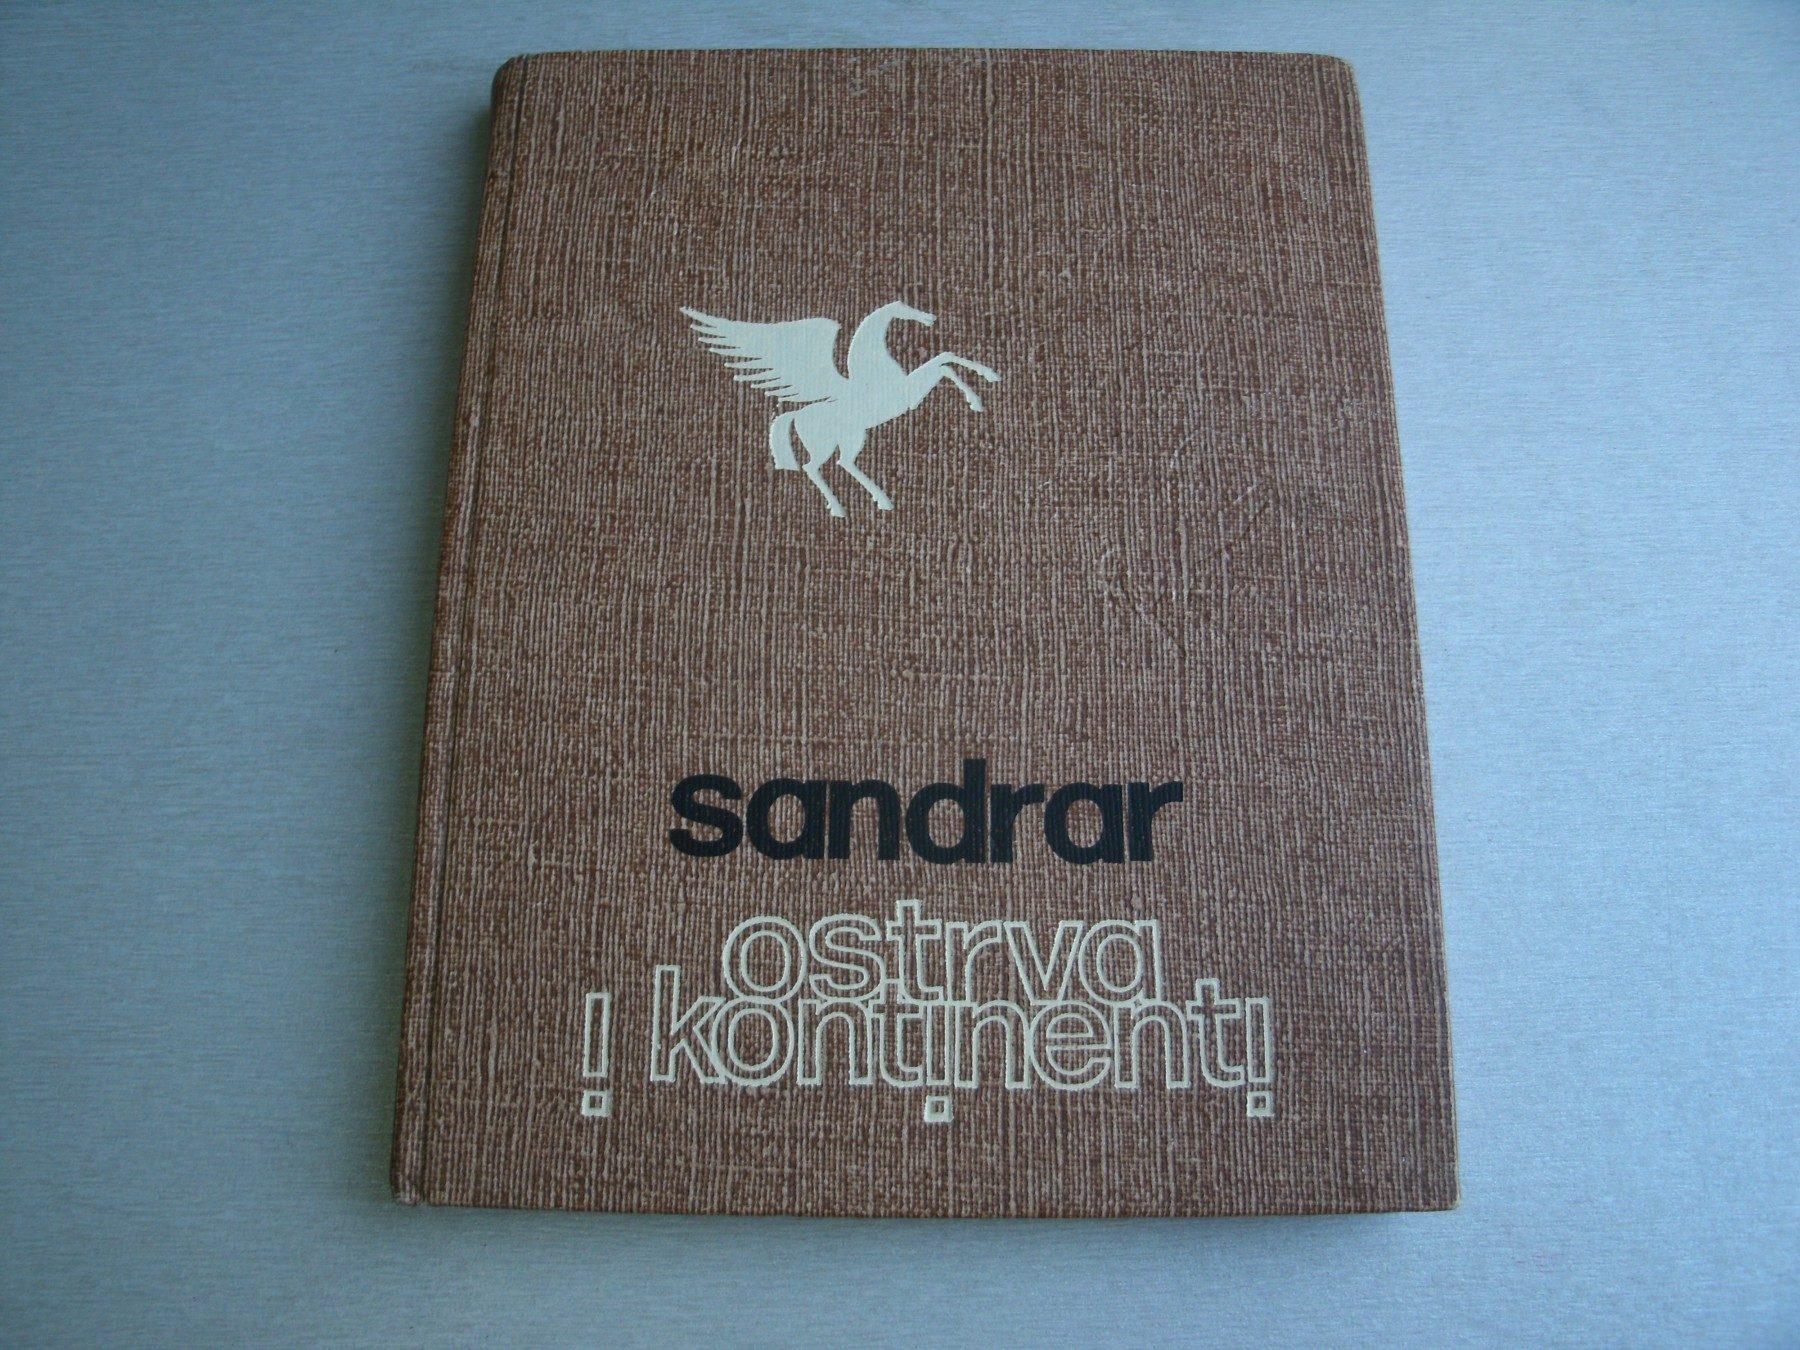 sandrar
ostrva
i kontinenti